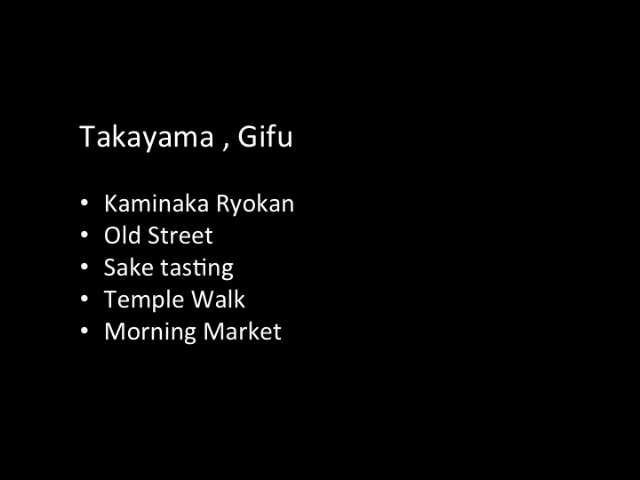 Takayama , Gifu
• Kaminaka Ryokan
• Old Street
• Sake tasting
• Temple Walk
• Morning Market